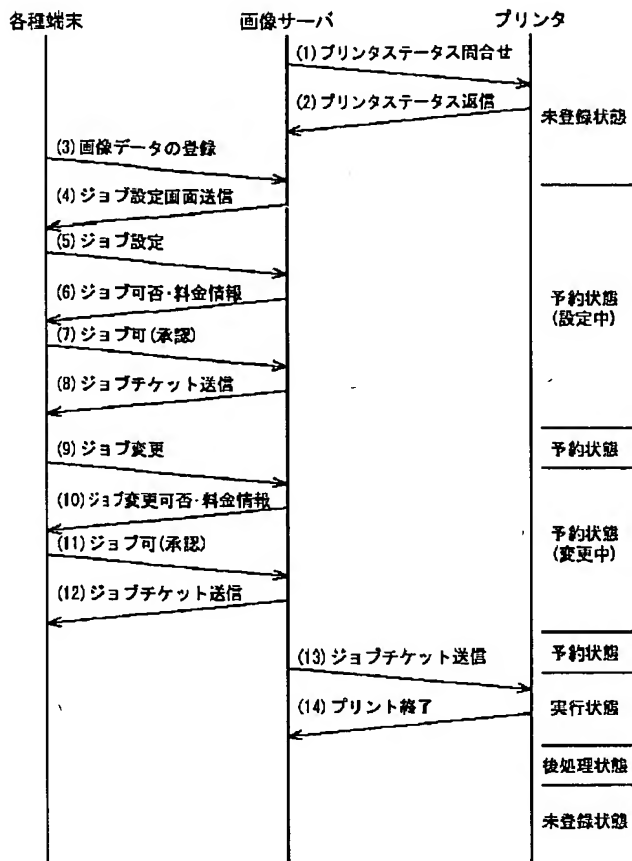 各種端末
画像サーバ
プリンタ
(1)プリンタステータス問合せ
(2)プリンタステータス返信
未登録状態
(3)画像データの登録
(4)ジョブ設定画面送信
(5)ジョブ設定
(6)ジョブ可否・料金情報
予約状態
(設定中)
(7)ジョブ可(承認)
(8)ジョブチケット送信
(9)ジョブ変更
予約状態
(10)ジョブ変更可否・料金情報
(11)ジョブ可(承認)
予約状態
(変更中)
(12)ジョブチケット送信
(13)ジョブチケット送信
予約状態
(14)プリント終了
実行状態
後処理状態
未登録状態